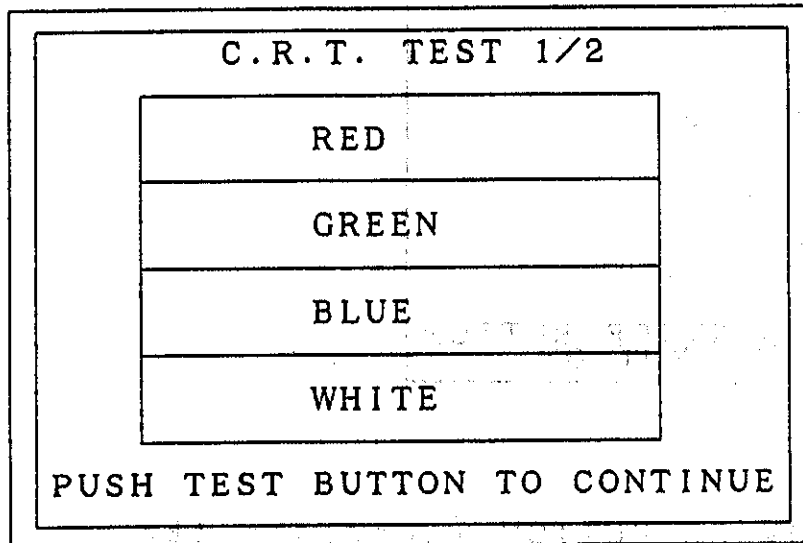 C.R.T. TEST 1/2
RED
GREEN
BLUE
WHITE
PUSH TEST BUTTON TO CONTINUE